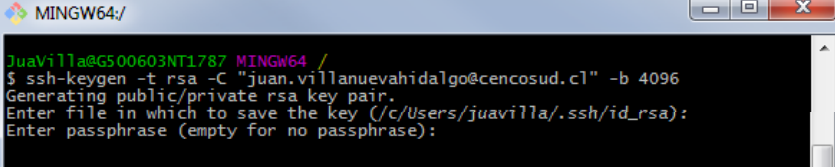 MINGW64:/
JuaVilla@G500603NT1787 MINGW64 /
$ ssh-keygen -t rsa -C "juan.villanuevahidalgo@cencosud.cl" -b 4096
Generating public/private rsa key pair.
Enter file in which to save the key (/c/Users/juavilla/.ssh/id_rsa):
Enter passphrase (empty for no passphrase):